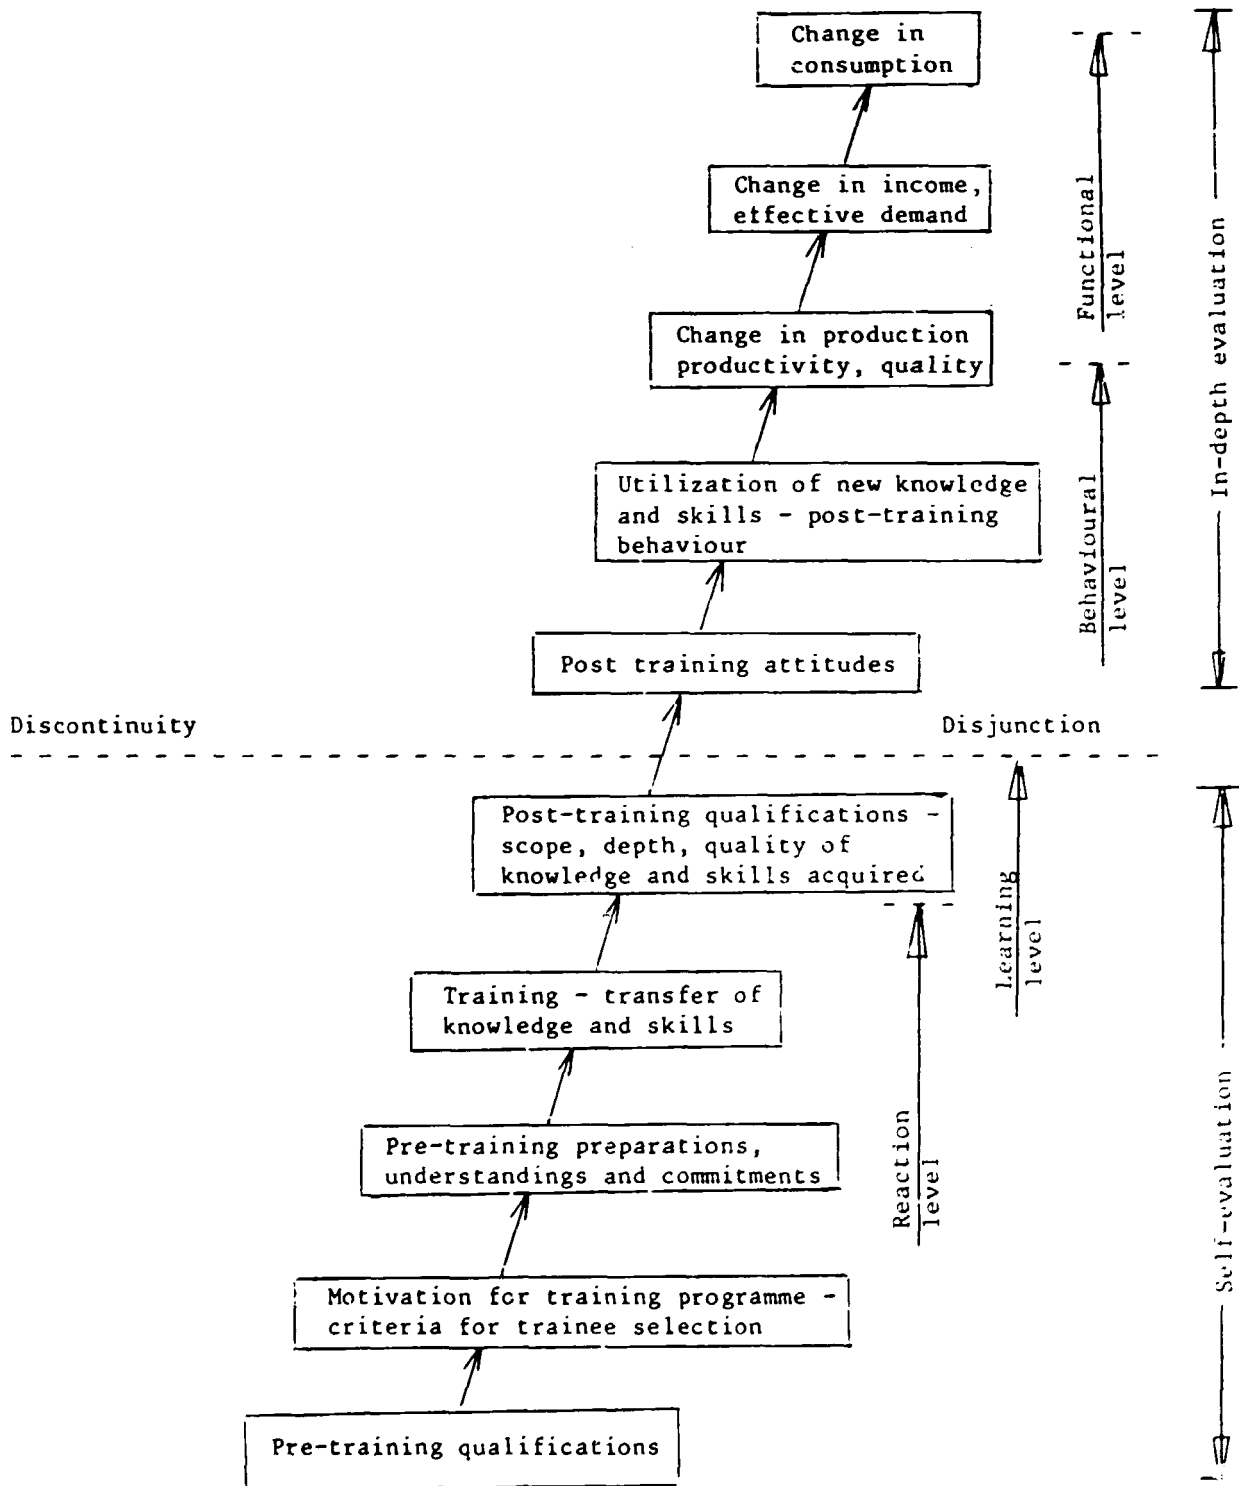 Change in
consumption
Change in income,
effective demand
Change in production
productivity, quality
Utilization of new knowledge
and skills - post-training
behaviour
Post training attitudes
Discontinuity
Disjunction
Post-training qualifications -
scope, depth, quality of
knowledge and skills acquired
Training - transfer of
knowledge and skills
Pre-training preparations,
understandings and commitments
Motivation for training programme -
criteria for trainee selection
Pre-training qualifications
Functional
level
Behavioural
level
In-depth evaluation
Learning
level
Reaction
level
Self-evaluation